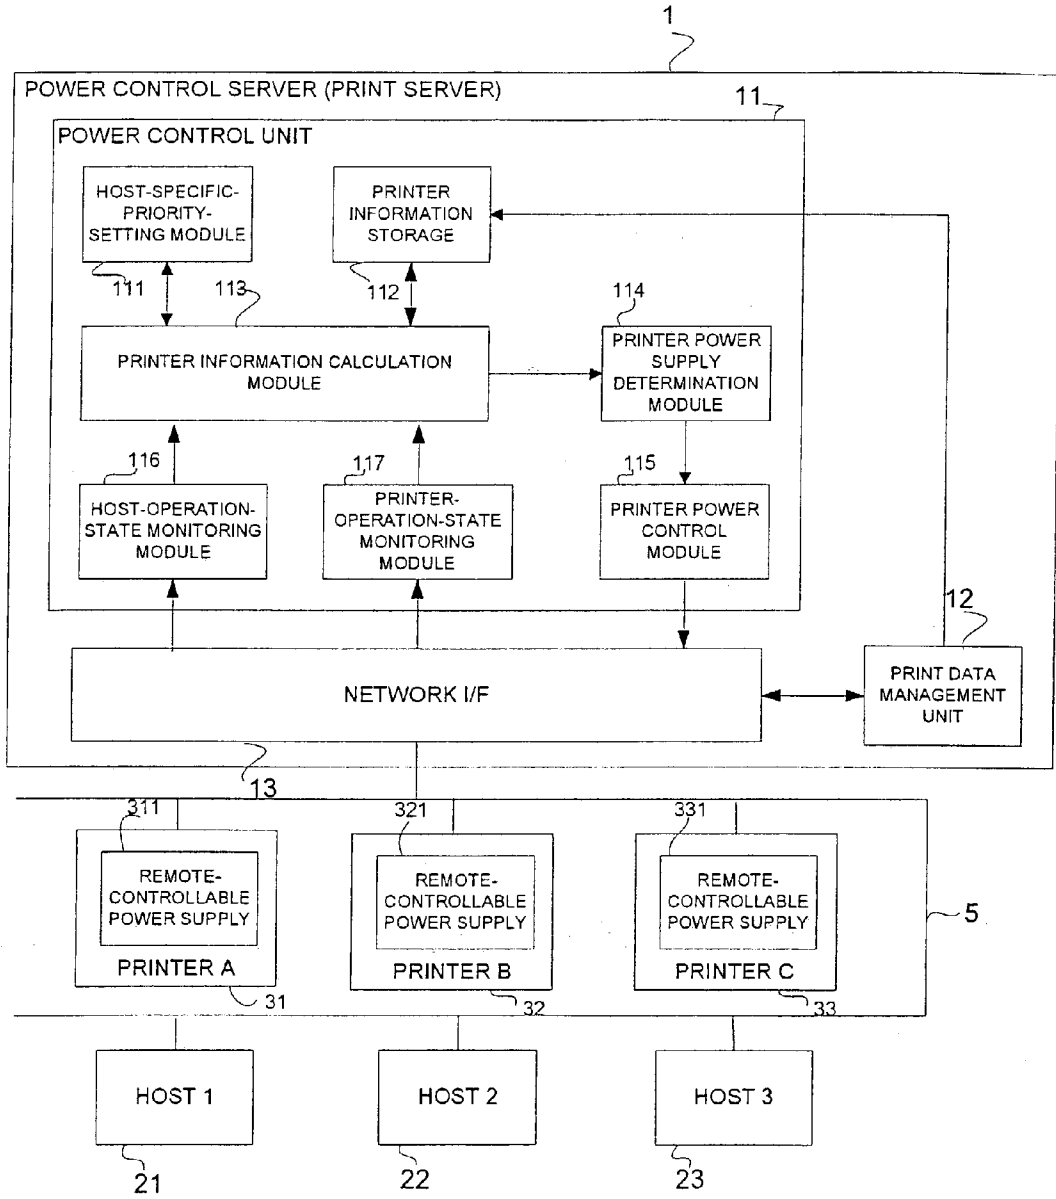 1
POWER CONTROL SERVER (PRINT SERVER)
11
POWER CONTROL UNIT
HOST-SPECIFIC-
PRIORITY-
SETTING MODULE
PRINTER
INFORMATION
STORAGE
111
113
112
114
PRINTER INFORMATION CALCULATION
MODULE
PRINTER POWER
SUPPLY
DETERMINATION
MODULE
116
117
115
HOST-OPERATION-
STATE MONITORING
MODULE
PRINTER-
OPERATION-STATE
MONITORING
MODULE
PRINTER POWER
CONTROL
MODULE
12
NETWORK I/F
PRINT DATA
MANAGEMENT
UNIT
13
311
321
331
REMOTE-
CONTROLLABLE
POWER SUPPLY
REMOTE-
CONTROLLABLE
POWER SUPPLY
REMOTE-
CONTROLLABLE
POWER SUPPLY
5
PRINTER A
PRINTER B
PRINTER C
31
32
33
HOST 1
HOST 2
HOST 3
21
22
23